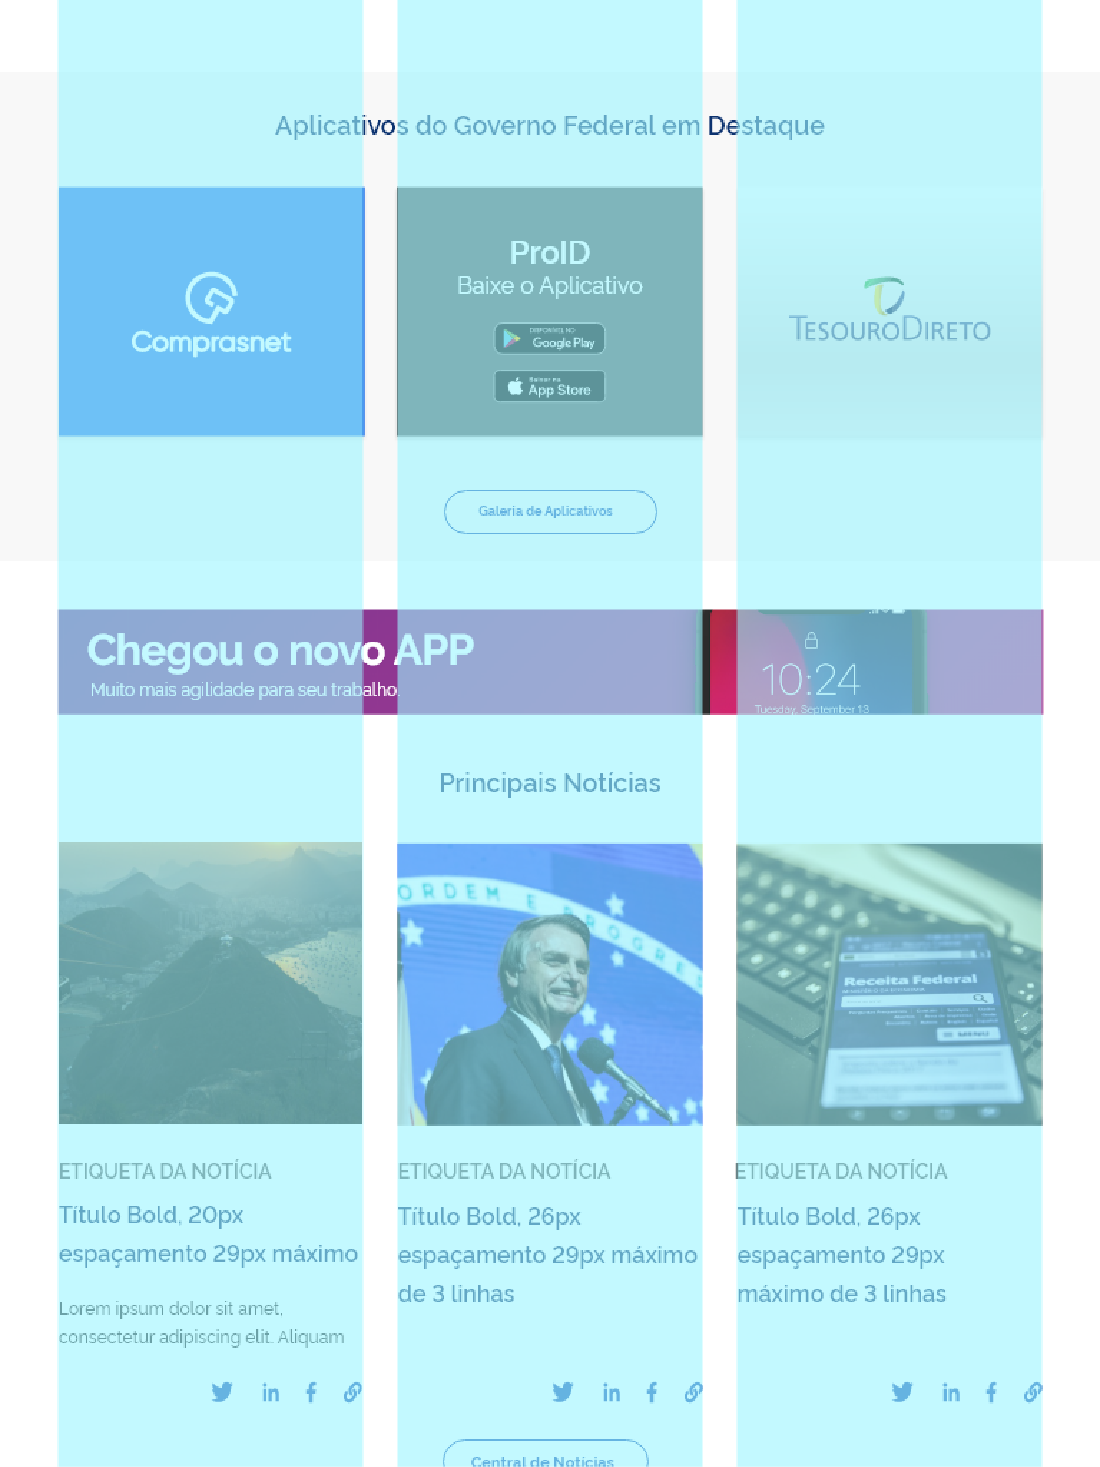 Aplicativos do Governo Federal em Destaque
Comprasnet
ProID
Baixe o Aplicativo
DISPONÍVEL NO
Google Play
Baixar na
App Store
TESOURODIRETO
Galeria de Aplicativos
Chegou o novo APP
Muito mais agilidade para seu trabalho
10:24
Tuesday, September 13
Principais Notícias
ORDEM E PROGRE
Receita Federal
MENU
ETIQUETA DA NOTÍCIA
Título Bold, 20px
espaçamento 29px máximo
Lorem ipsum dolor sit amet,
consectetur adipiscing elit. Aliquam
ETIQUETA DA NOTÍCIA
Título Bold, 26px
espaçamento 29px máximo
de 3 linhas
ETIQUETA DA NOTÍCIA
Título Bold, 26px
espaçamento 29px
máximo de 3 linhas
Central de Notícias